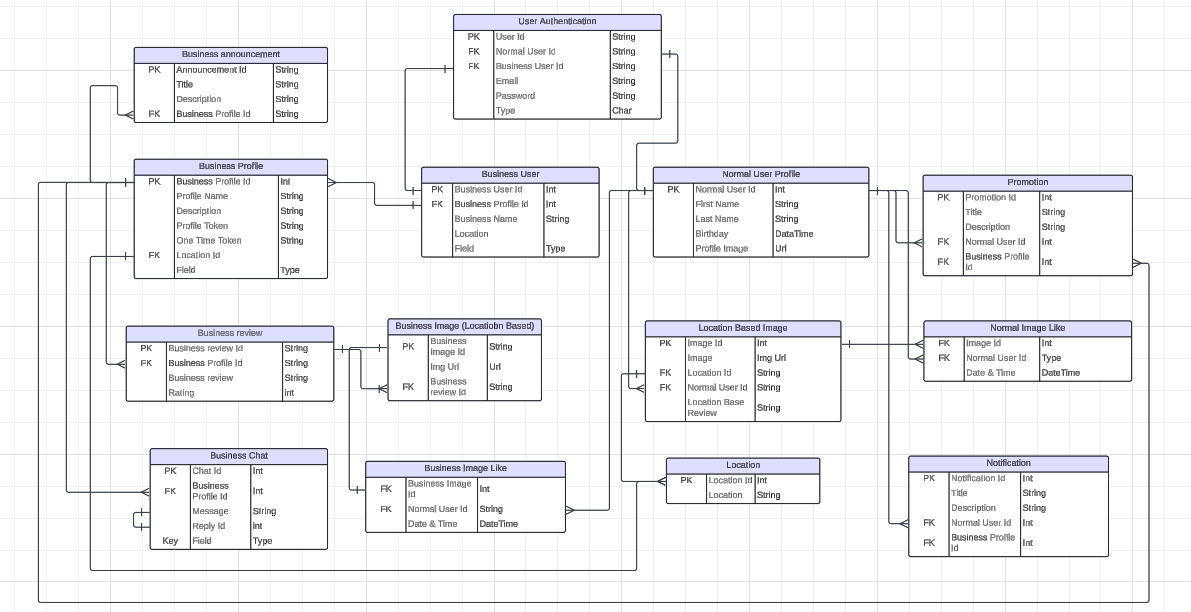 User Authentication
PK User Id String
FK Normal User Id String
FK Business User Id String
Email String
Password String
Type Char
Business announcement
PK Announcement Id String
Title String
Description String
FK Business Profile Id String
Business Profile
PK Business Profile Id Int
Profile Name String
Description String
Profile Token String
One Time Token String
FK Location Id String
Field Type
Business User
PK Business User Id Int
FK Business Profile Id Int
Business Name String
Location
Field Type
Normal User Profile
PK Normal User Id Int
First Name String
Last Name String
Birthday DataTime
Profile Image Url
Promotion
PK Promotion Id Int
Title String
Description String
FK Normal User Id Int
FK Business Profile
Id Int
Business review
PK Business review Id String
FK Business Profile Id String
Business review String
Rating int
Business Image (Locatiobn Based)
PK Business
Image Id String
Img Url Url
FK Business
review Id String
Location Based Image
PK Image Id Int
Image Img Url
FK Location Id String
FK Normal User Id String
Location Base
Review String
Normal Image Like
FK Image Id Int
FK Normal User Id Type
Date & Time DateTime
Business Chat
PK Chat Id Int
FK Business
Profile Id Int
Message String
Reply Id Int
Key Field Type
Business Image Like
FK Business Image
Id Int
FK Normal User Id String
Date & Time DateTime
Location
PK Location Id Int
Location String
Notification
PK Notification Id Int
Title String
Description String
FK Normal User Id Int
FK Business Profile
Id Int